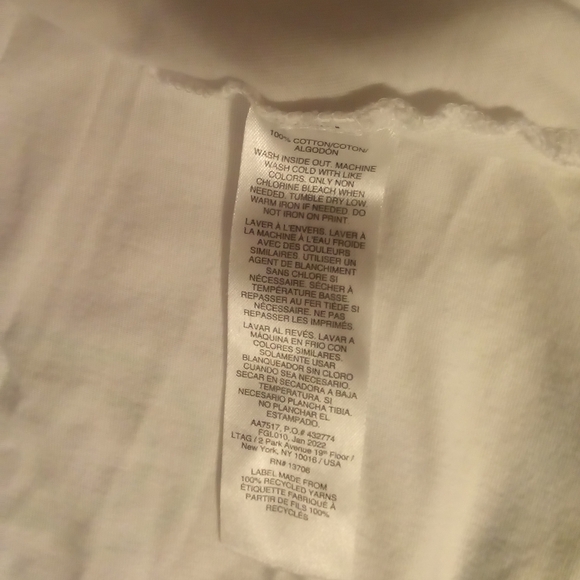 100% COTTON/COTON/
ALGODÓN
WASH INSIDE OUT. MACHINE
WASH COLD WITH LIKE
COLORS. ONLY NON
CHLORINE BLEACH WHEN
NEEDED. TUMBLE DRY LOW
WARM IRON IF NEEDED. DO
NOT IRON ON PRINT
LAVER À L'ENVERS. LAVER À
LA MACHINE À L'EAU FROIDE
AVEC DES COULEURS
SIMILAIRES. UTILISER UN
AGENT DE BLANCHIMENT
SANS CHLORE SI
NÉCESSAIRE. SÉCHER À
TEMPÉRATURE BASSE.
REPASSER AU FER TIÈDE SI
NÉCESSAIRE. NE PAS
REPASSER LES IMPRIMÉS.
LAVAR AL REVÉS. LAVAR A
MÁQUINA EN FRIO CON
COLORES SIMILARES.
SOLAMENTE USAR
BLANQUEADOR SIN CLORO
CUANDO SEA NECESARIO.
SECAR EN SECADORA A BAJA
TEMPERATURA. SI
NECESARIO PLANCHA TIBIA.
NO PLANCHAR EL
ESTAMPADO.
AA7517, P.O.# 432774
FGL010, Jan 2022
LTAG / 2 Park Avenue 19th Floor /
New York, NY 10016 / USA
RN# 13706
LABEL MADE FROM
100% RECYCLED YARNS
ÉTIQUETTE FABRIQUÉ À
PARTIR DE FILS 100%
RECYCLÉS